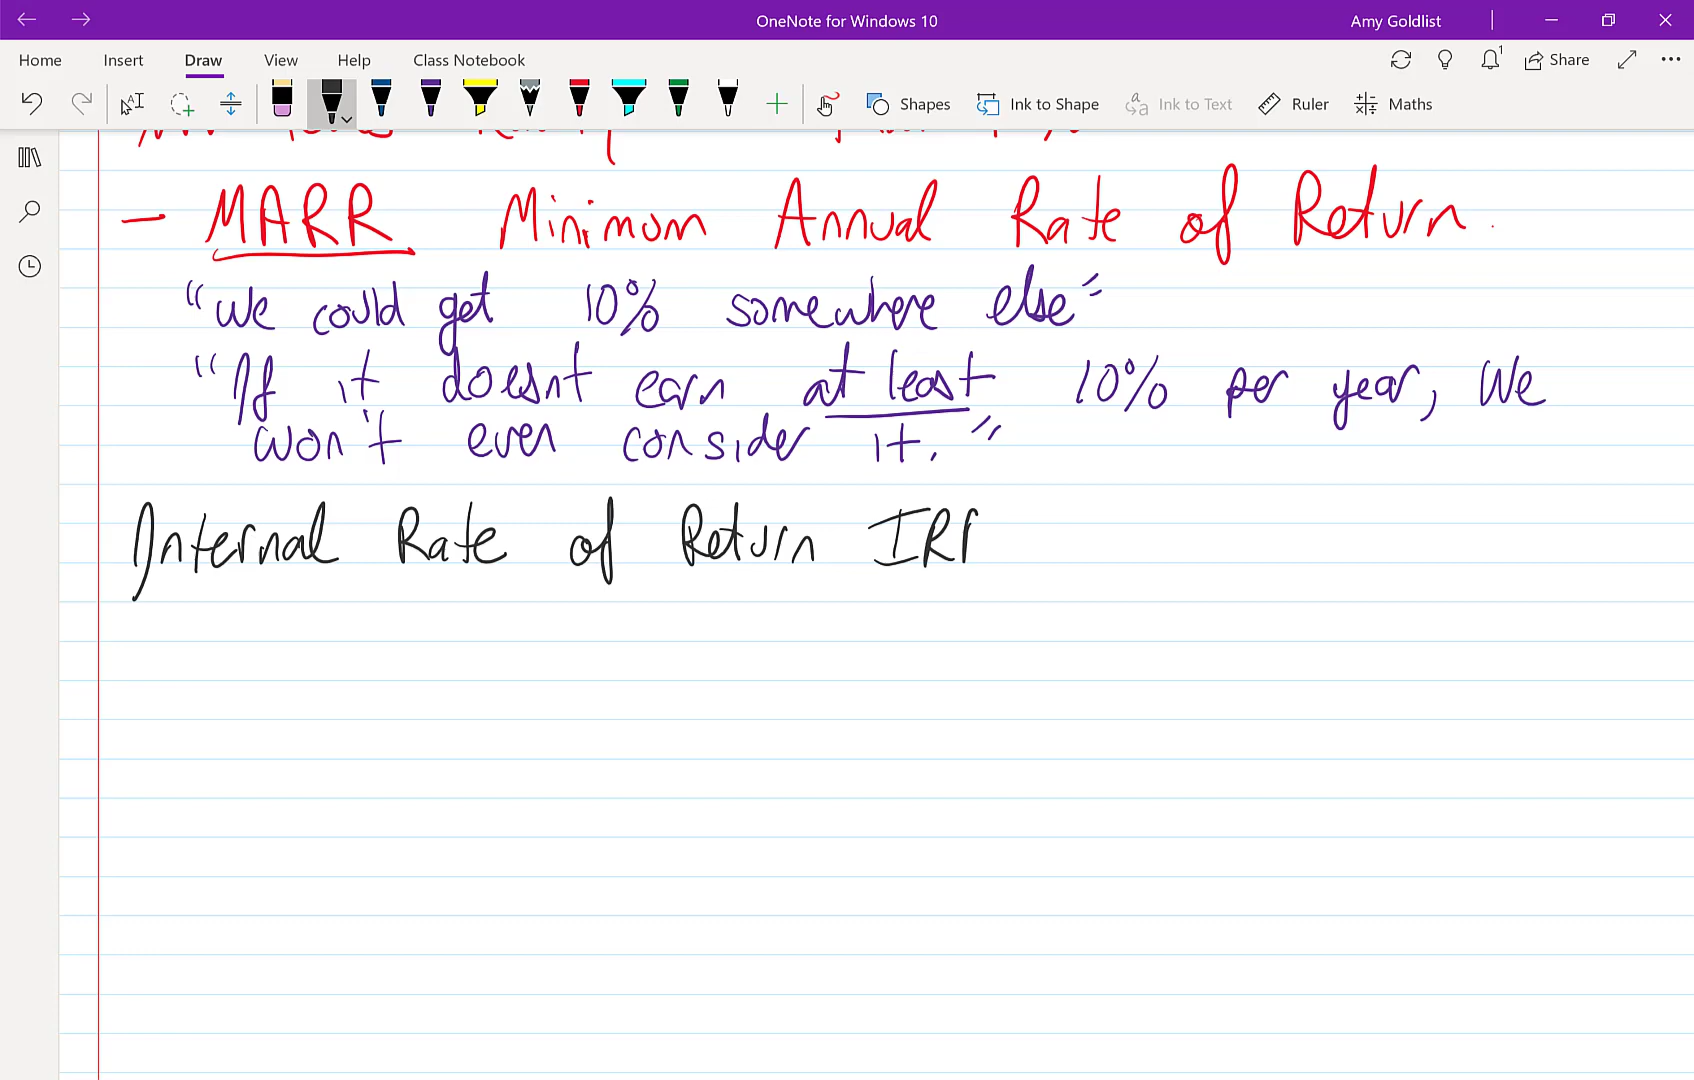 OneNote for Windows 10
Amy Goldlist
Home Insert Draw View Help Class Notebook
1 Share
Shapes Ink to Shape Ink to Text Ruler Maths
- MARR Minimum Annual Rate of Return.
"We could get 10% somewhere else"
"If it doesnt earn at least 10% per year, We
won't even consider it."
Internal Rate of Return IRR